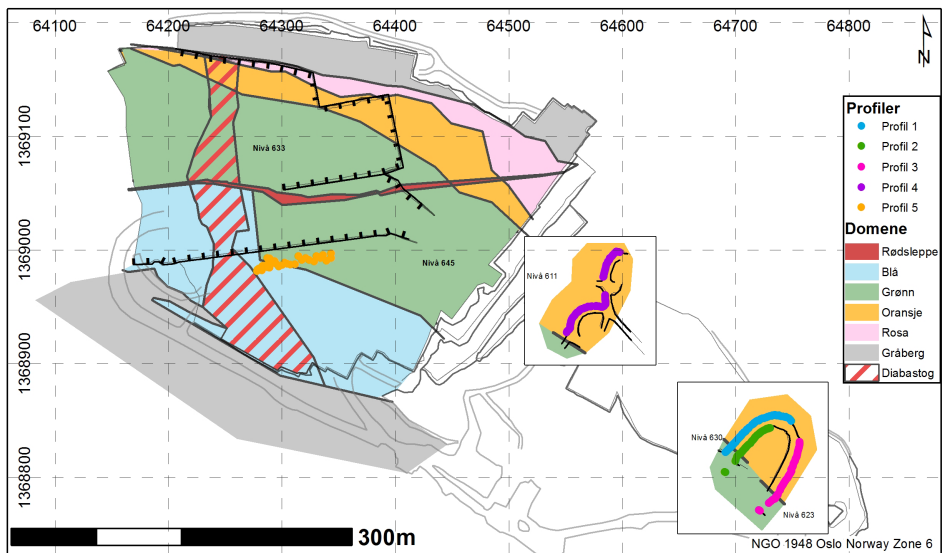 64100 64200 64300 64400 64500 64600 64700 64800
N
1369100
1369000
1368900
1368800
Nivå 633
Nivå 645
Nivå 611
Nivå 630
Nivå 623
Profiler
Profil 1
Profil 2
Profil 3
Profil 4
Profil 5
Domene
Rødsleppe
Blå
Grønn
Oransje
Rosa
Gråberg
Diabastog
300m
NGO 1948 Oslo Norway Zone 6